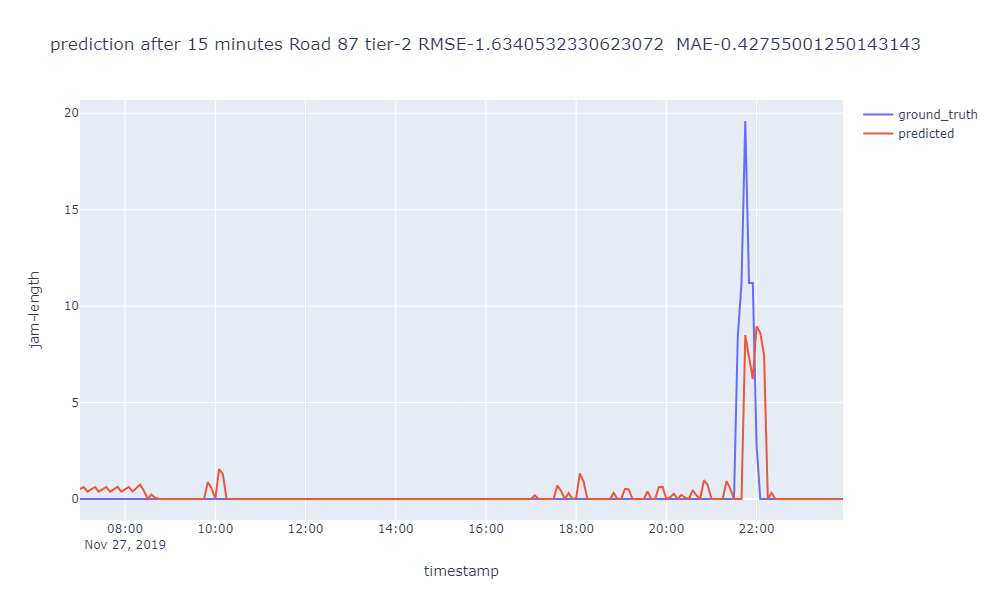 prediction after 15 minutes Road 87 tier-2 RMSE-1.6340532330623072  MAE-0.42755001250143143
ground_truth
predicted
20
15
10
5
0
jam-length
08:00 10:00 12:00 14:00 16:00 18:00 20:00 22:00
Nov 27, 2019
timestamp